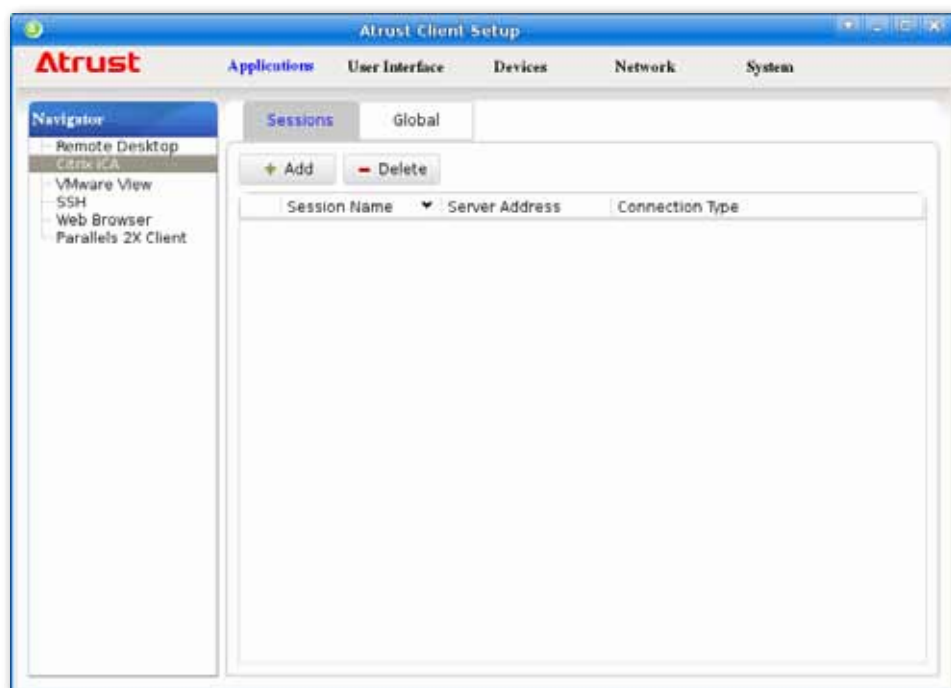 Atrust Client Setup
Atrust Applications User Interface Devices Network System
Navigator
Remote Desktop
Citrix ICA
VMware View
SSH
Web Browser
Parallels 2X Client
Sessions Global
+ Add - Delete
Session Name Server Address Connection Type